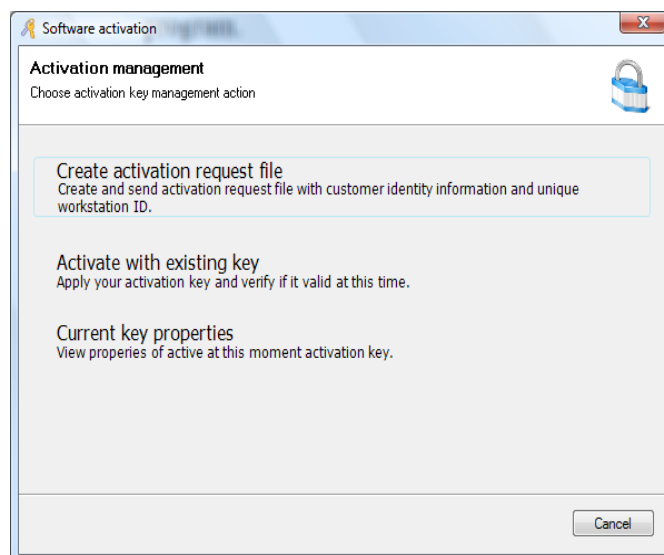 program.
Software activation
Activation management
Choose activation key management action
Create activation request file
Create and send activation request file with customer identity information and unique
workstation ID.
Activate with existing key
Apply your activation key and verify if it valid at this time.
Current key properties
View properies of active at this moment activation key.
Cancel